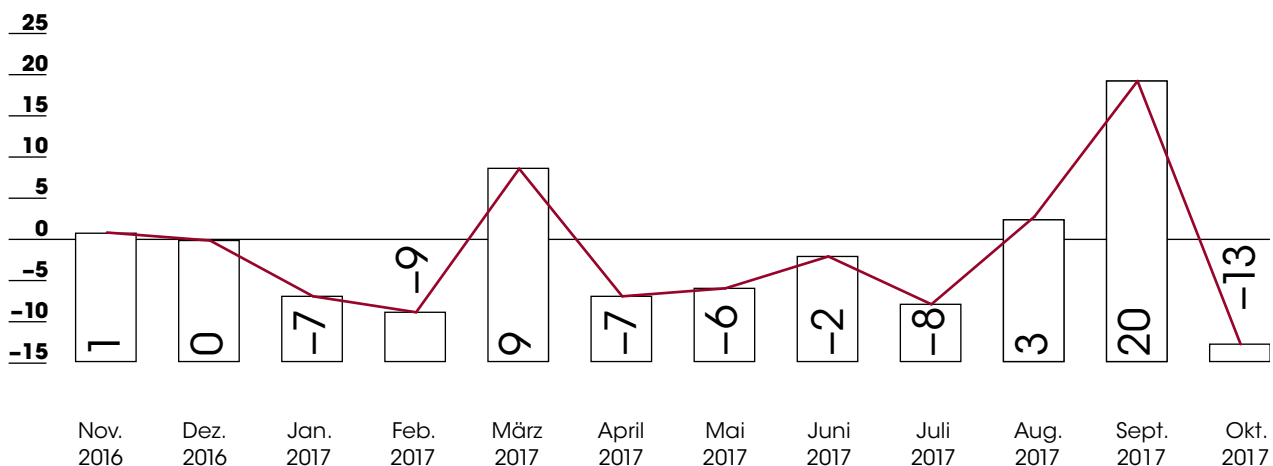 25
20
15
10
5
0
–5
–10
–15
1
0
–7
–9
9
–7
–6
–2
–8
3
20
–13
Nov. 2016
Dez. 2016
Jan. 2017
Feb. 2017
März 2017
April 2017
Mai 2017
Juni 2017
Juli 2017
Aug. 2017
Sept. 2017
Okt. 2017